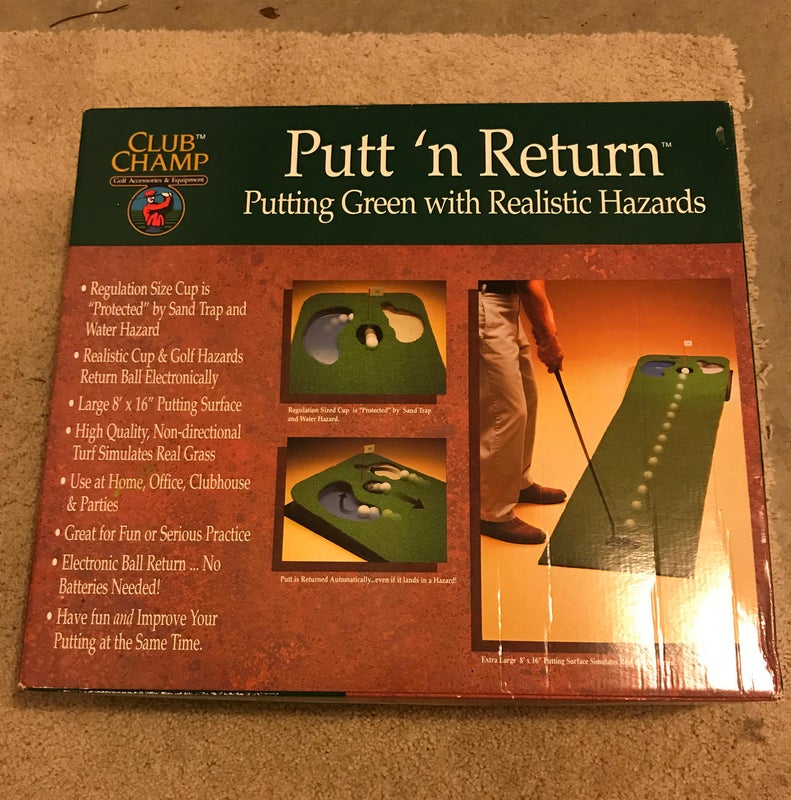 CLUB™
CHAMP
Golf Accessories & Equipment
Putt 'n Return™
Putting Green with Realistic Hazards
• Regulation Size Cup is
"Protected" by Sand Trap and
Water Hazard
• Realistic Cup & Golf Hazards
Return Ball Electronically
• Large 8' x 16" Putting Surface
• High Quality, Non-directional
Turf Simulates Real Grass
• Use at Home, Office, Clubhouse
& Parties
• Great for Fun or Serious Practice
• Electronic Ball Return ... No
Batteries Needed!
• Have fun and Improve Your
Putting at the Same Time.
Regulation Sized Cup is "Protected" by Sand Trap
and Water Hazard.
Putt is Returned Automatically...even if it lands in a Hazard!
Extra Large 8' x 16" Putting Surface Simulates